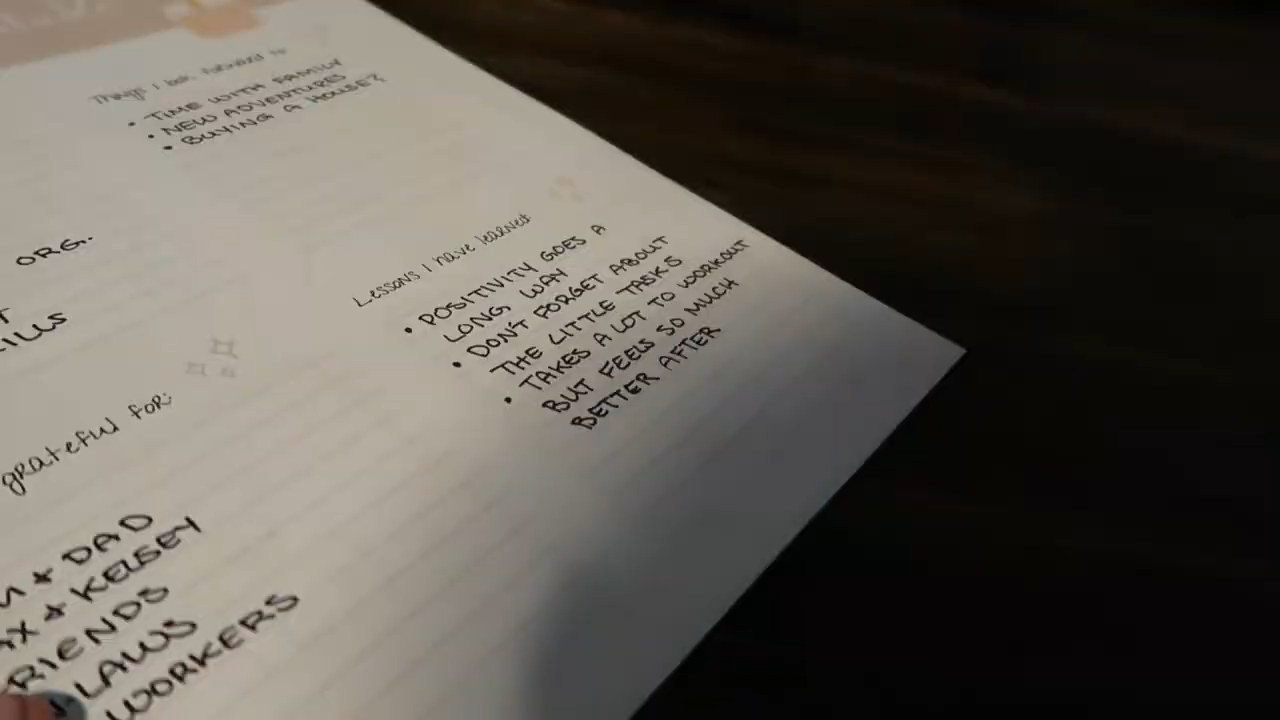 Things I look forward to
• TIME WITH FAMILY
• NEW ADVENTURES
• BUYING A HOUSE?
ORG.
Lessons I have learned
• POSITIVITY GOES A
LONG WAY
• DON'T FORGET ABOUT
THE LITTLE TASKS
• TAKES A LOT TO WORKOUT
BUT FEELS SO MUCH
BETTER AFTER
grateful for:
+ DAD
+ KELSEY
FRIENDS
LAWS
WORKERS